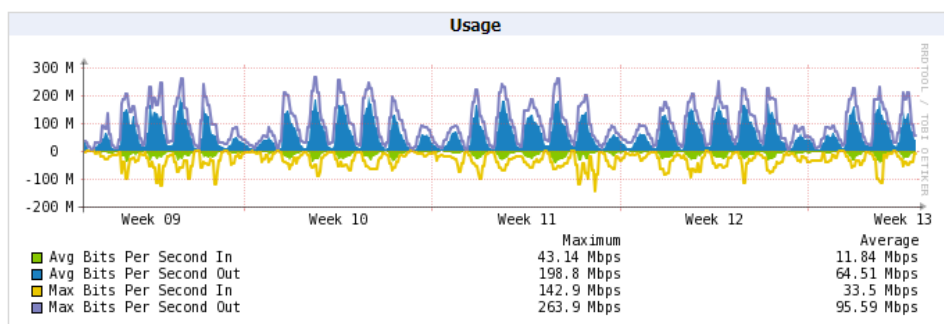 Usage
300 M
200 M
100 M
0
-100 M
-200 M
Week 09 Week 10 Week 11 Week 12 Week 13
RRDTOOL / TOBI OETIKER
Maximum Average
Avg Bits Per Second In 43.14 Mbps 11.84 Mbps
Avg Bits Per Second Out 198.8 Mbps 64.51 Mbps
Max Bits Per Second In 142.9 Mbps 33.5 Mbps
Max Bits Per Second Out 263.9 Mbps 95.59 Mbps